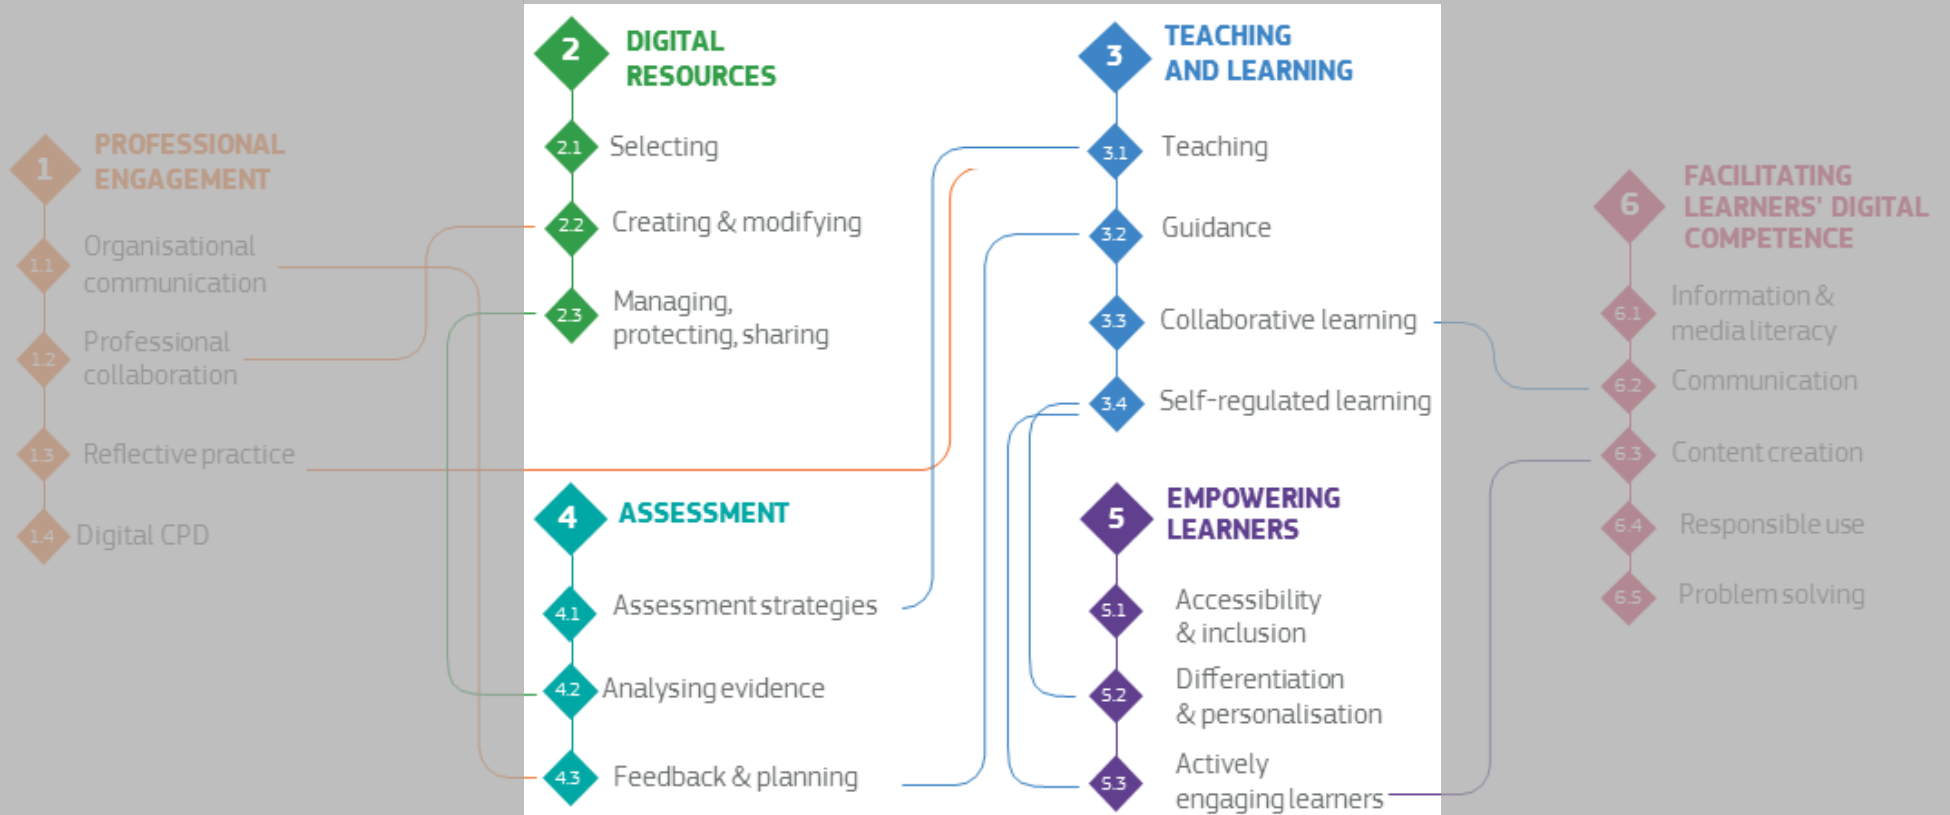 1
PROFESSIONAL
ENGAGEMENT
1.1
Organisational
communication
1.2
Professional
collaboration
1.3
Reflective practice
1.4
Digital CPD
2
DIGITAL
RESOURCES
2.1
Selecting
2.2
Creating & modifying
2.3
Managing,
protecting, sharing
3
TEACHING
AND LEARNING
3.1
Teaching
3.2
Guidance
3.3
Collaborative learning
3.4
Self-regulated learning
4
ASSESSMENT
4.1
Assessment strategies
4.2
Analysing evidence
4.3
Feedback & planning
5
EMPOWERING
LEARNERS
5.1
Accessibility
& inclusion
5.2
Differentiation
& personalisation
5.3
Actively
engaging learners
6
FACILITATING
LEARNERS' DIGITAL
COMPETENCE
6.1
Information &
media literacy
6.2
Communication
6.3
Content creation
6.4
Responsible use
6.5
Problem solving